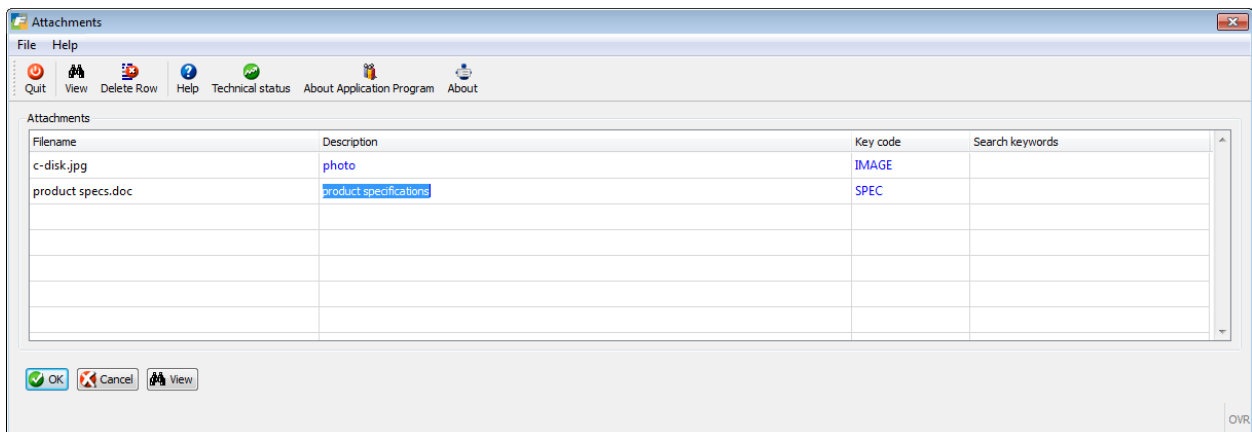 Attachments
File Help
Quit View Delete Row Help Technical status About Application Program About
Attachments
Filename Description Key code Search keywords
c-disk.jpg photo IMAGE
product specs.doc product specifications SPEC
OK Cancel View
OVR